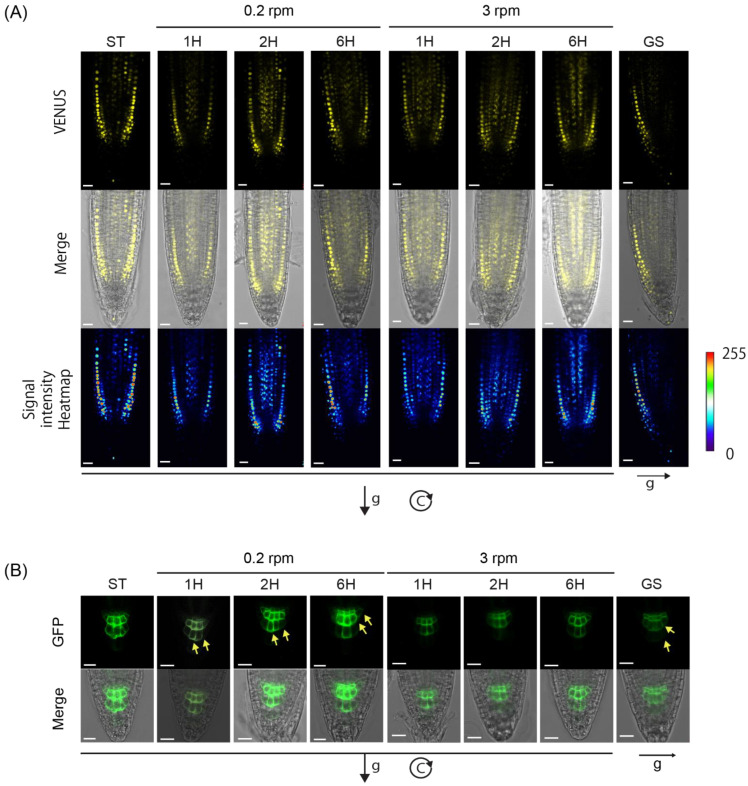 (A)
0.2 rpm 3 rpm
ST 1H 2H 6H 1H 2H 6H GS
VENUS
Merge
Signal
intensity
Heatmap
255
0
g C g
(B)
0.2 rpm 3 rpm
ST 1H 2H 6H 1H 2H 6H GS
GFP
Merge
g C g